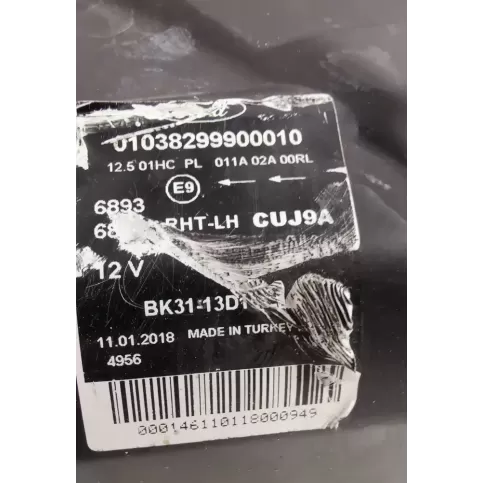 01038299900010
12.5 01HC PL 011A 02A 00RL
E9
6893
RHT-LH CUJ9A
12 V
BK31-13D1
11.01.2018 MADE IN TURKEY
4956
000146110118000949